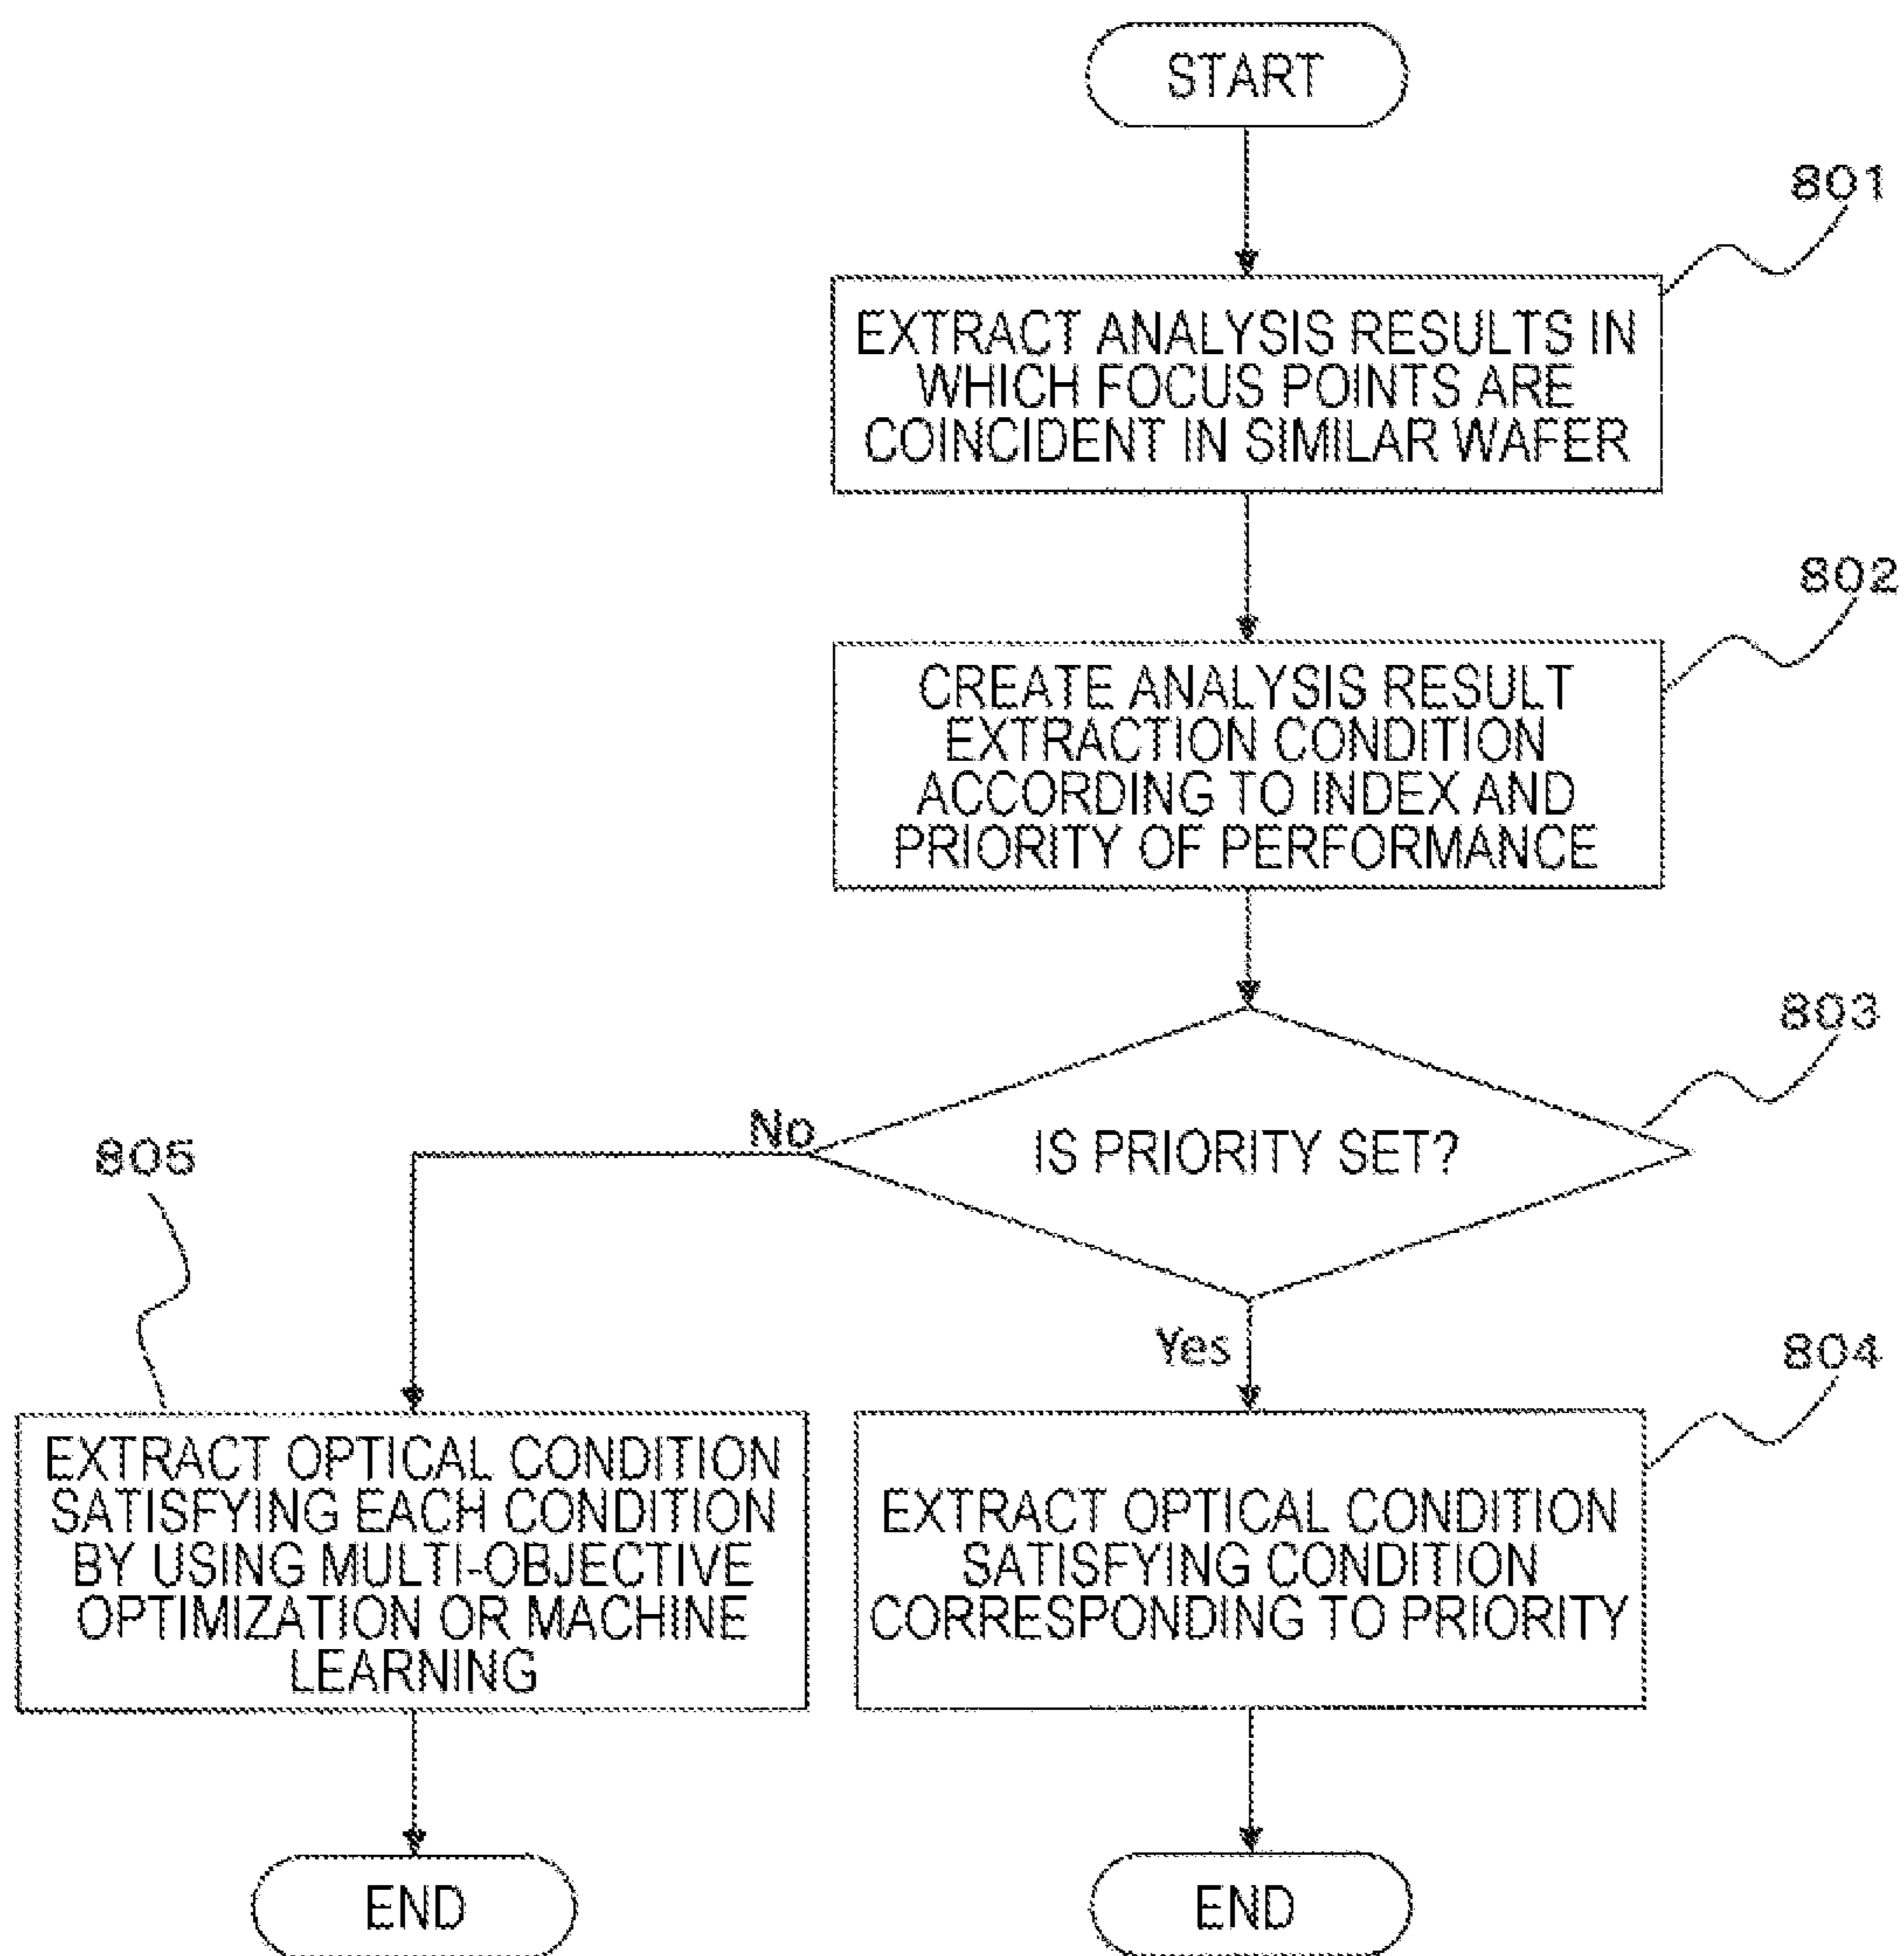 START
801
EXTRACT ANALYSIS RESULTS IN
WHICH FOCUS POINTS ARE
COINCIDENT IN SIMILAR WAFER
802
CREATE ANALYSIS RESULT
EXTRACTION CONDITION
ACCORDING TO INDEX AND
PRIORITY OF PERFORMANCE
803
IS PRIORITY SET?
No
Yes
805
EXTRACT OPTICAL CONDITION
SATISFYING EACH CONDITION
BY USING MULTI-OBJECTIVE
OPTIMIZATION OR MACHINE
LEARNING
804
EXTRACT OPTICAL CONDITION
SATISFYING CONDITION
CORRESPONDING TO PRIORITY
END
END